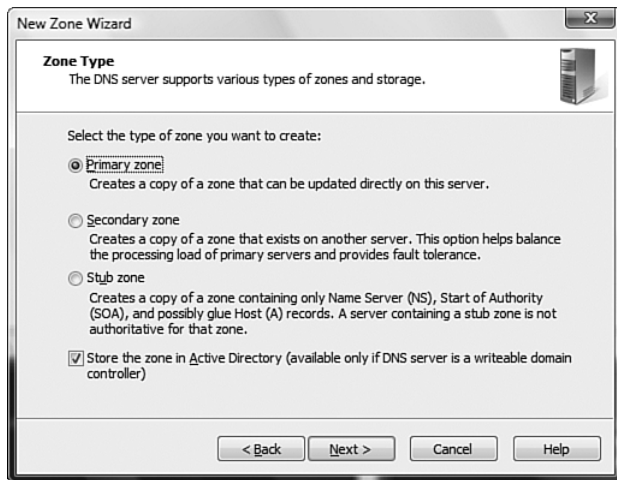 New Zone Wizard
Zone Type
The DNS server supports various types of zones and storage.
Select the type of zone you want to create:
Primary zone
Creates a copy of a zone that can be updated directly on this server.
Secondary zone
Creates a copy of a zone that exists on another server. This option helps balance
the processing load of primary servers and provides fault tolerance.
Stub zone
Creates a copy of a zone containing only Name Server (NS), Start of Authority
(SOA), and possibly glue Host (A) records. A server containing a stub zone is not
authoritative for that zone.
Store the zone in Active Directory (available only if DNS server is a writeable domain
controller)
< Back Next > Cancel Help